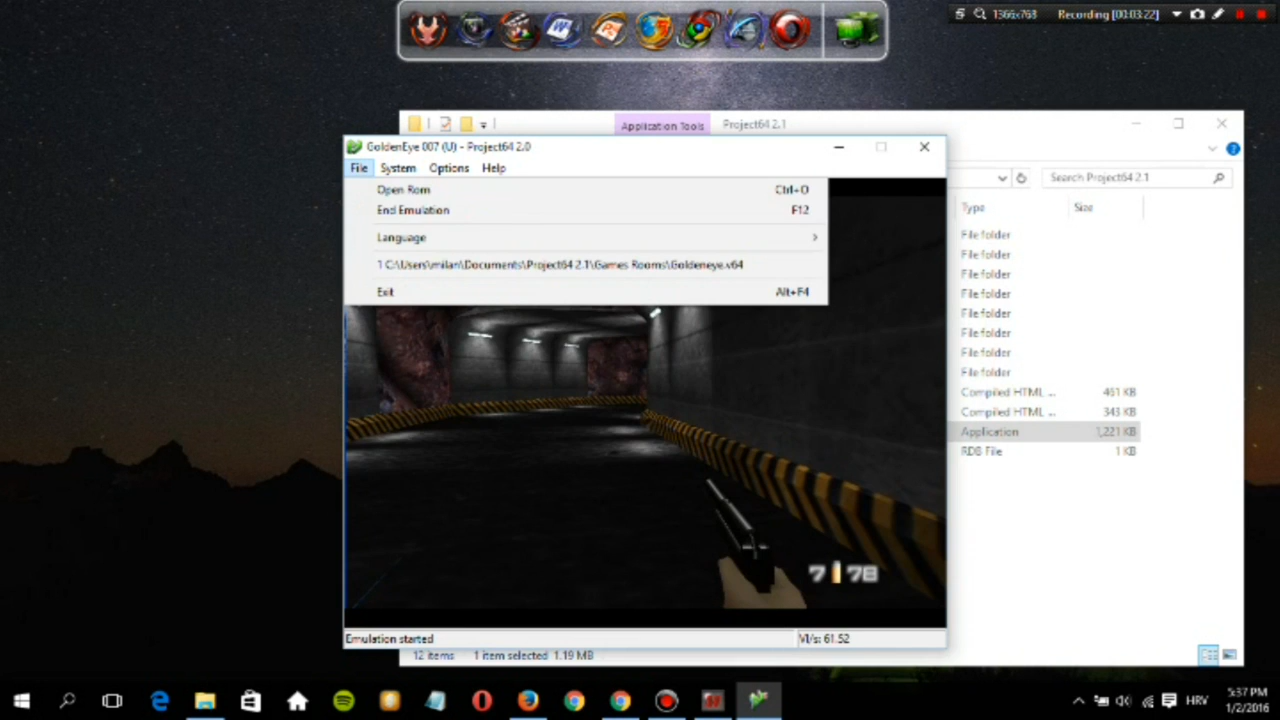 1366x768 Recording [00:03:22]
Application Tools Project64 2.1
GoldenEye 007 (U) - Project64 2.0
File System Options Help
Search Project64 2.1
Open Rom Ctrl+O
End Emulation F12
Language
1 C:\Users\milan\Documents\Project64 2.1\Games Rooms\Goldeneye.v64
Exit Alt+F4
Type Size
File folder
File folder
File folder
File folder
File folder
File folder
File folder
File folder
Compiled HTML ... 461 KB
Compiled HTML ... 343 KB
Application 1,221 KB
RDB File 1 KB
7 78
Emulation started VI/s: 61.52
12 items 1 item selected 1.19 MB
HRV
5:37 PM
1/2/2016